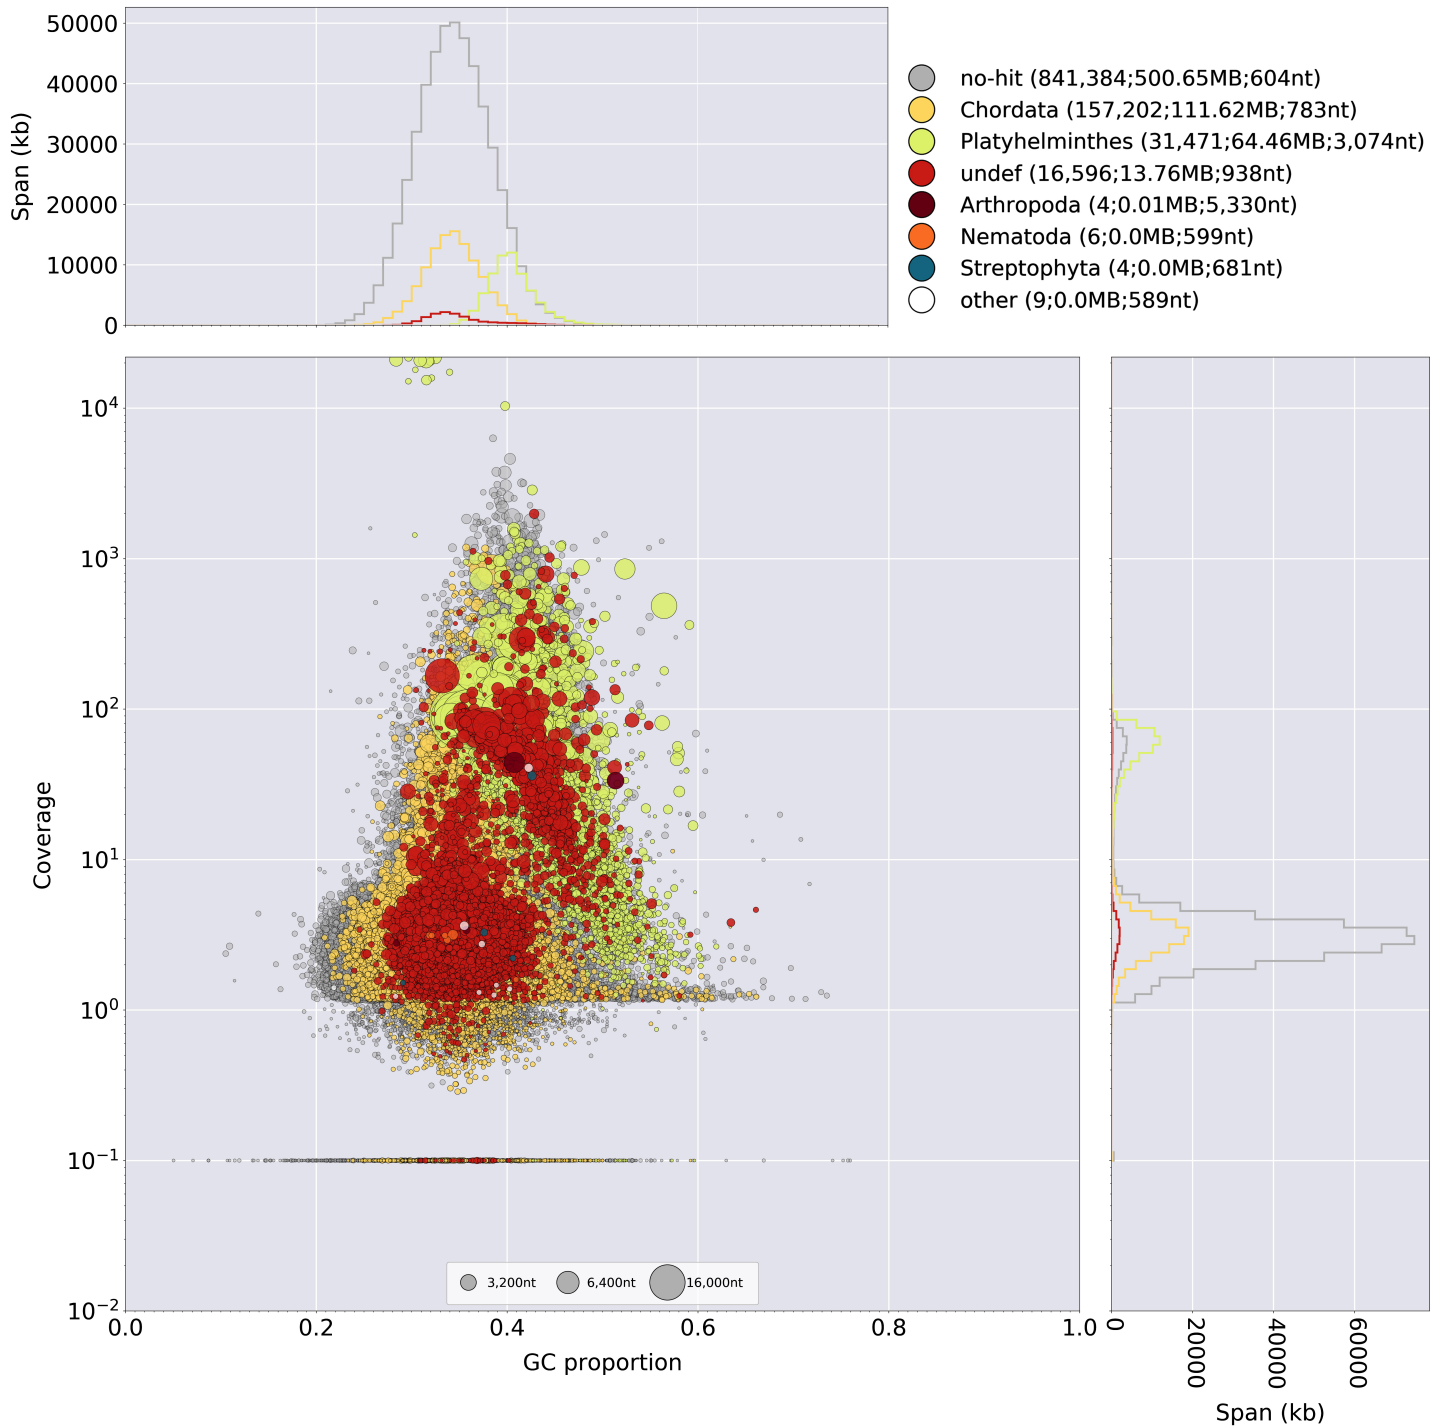 50000
40000
30000
20000
10000
0
Span (kb)
no-hit (841,384;500.65MB;604nt)
Chordata (157,202;111.62MB;783nt)
Platyhelminthes (31,471;64.46MB;3,074nt)
undef (16,596;13.76MB;938nt)
Arthropoda (4;0.01MB;5,330nt)
Nematoda (6;0.0MB;599nt)
Streptophyta (4;0.0MB;681nt)
other (9;0.0MB;589nt)
10⁴
10³
10²
10¹
10⁰
10⁻¹
10⁻²
Coverage
3,200nt 6,400nt 16,000nt
0.0 0.2 0.4 0.6 0.8 1.0
GC proportion
0 20000 40000 60000
Span (kb)